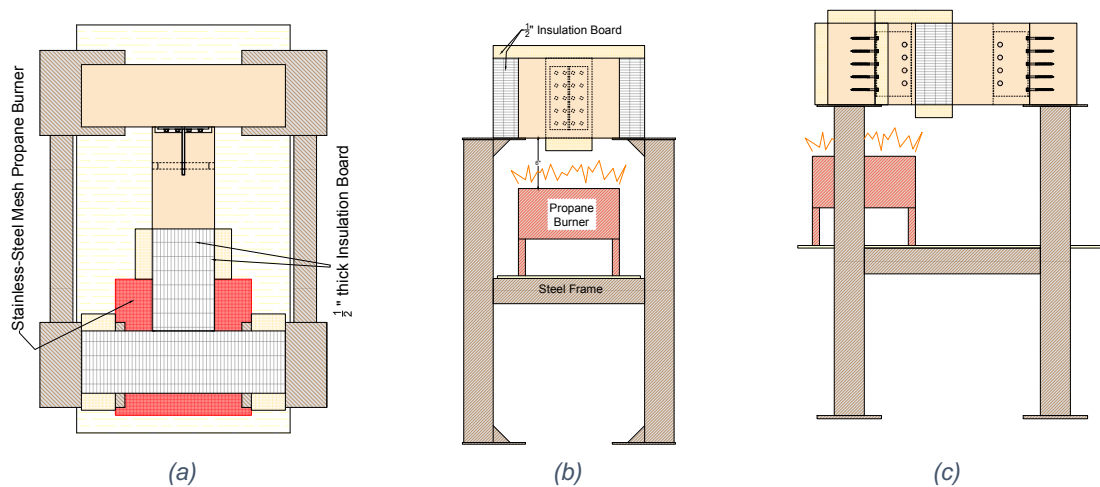 Stainless-Steel Mesh Propane Burner
1/2" thick Insulation Board
(a)
1/2" Insulation Board
Propane
Burner
Steel Frame
(b)
(c)